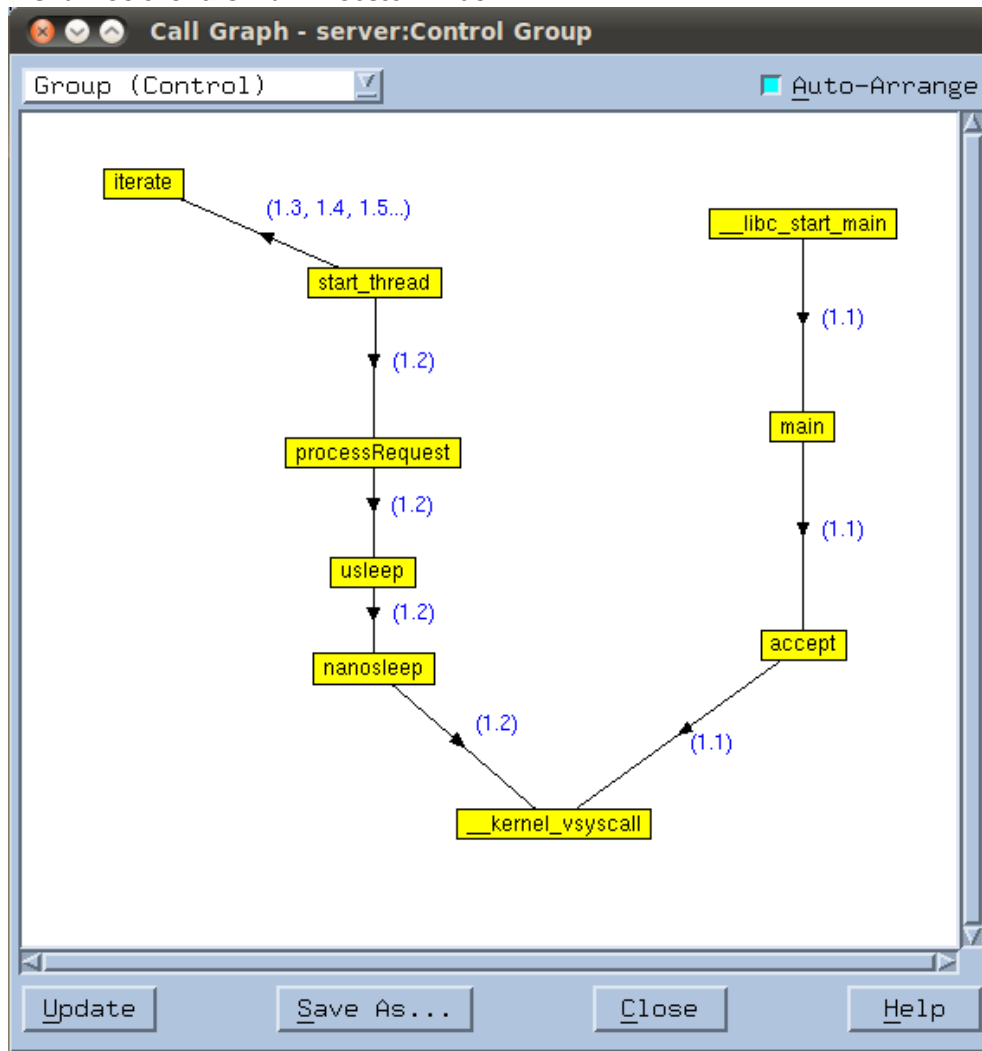 Call Graph - server:Control Group
Group (Control)
Auto-Arrange
iterate
(1.3, 1.4, 1.5...)
__libc_start_main
start_thread
(1.1)
(1.2)
main
processRequest
(1.2)
(1.1)
usleep
(1.2)
accept
nanosleep
(1.2)
(1.1)
__kernel_vsyscall
Update
Save As...
Close
Help